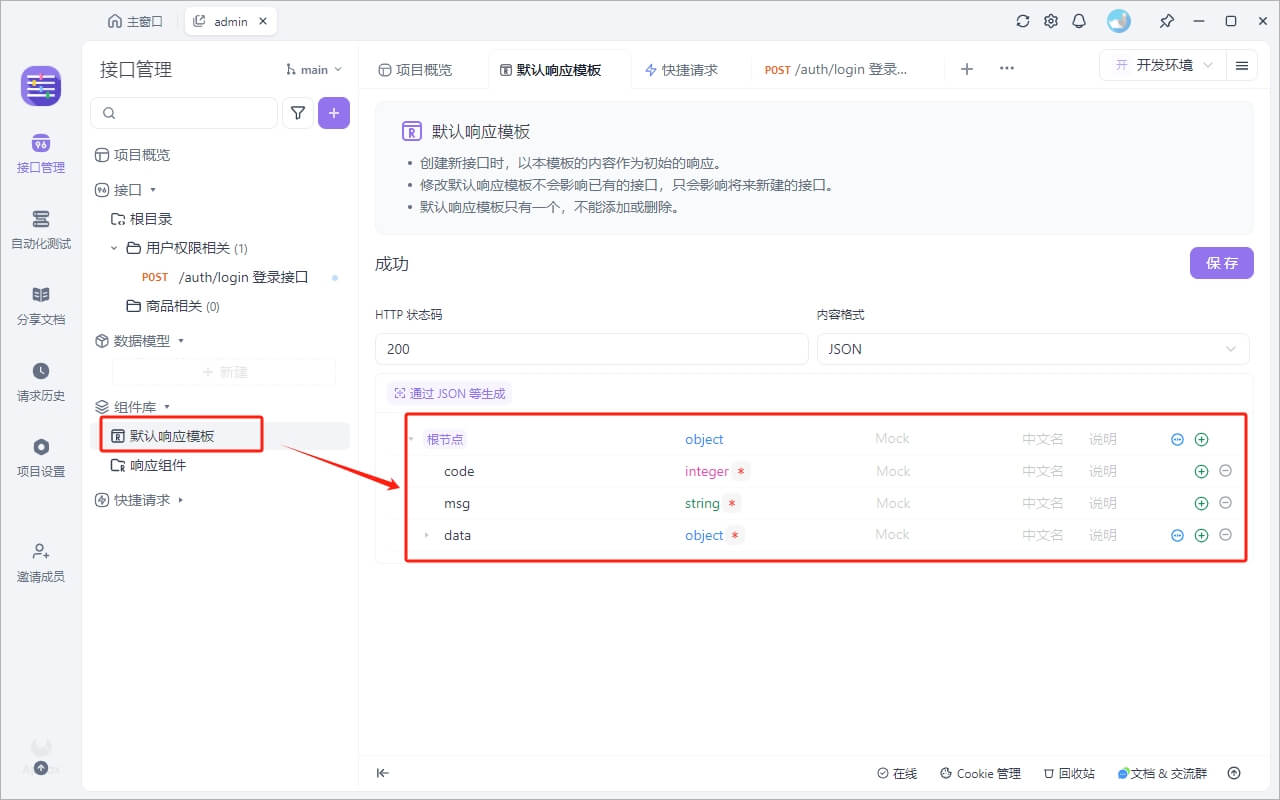 主窗口
admin
接口管理
main
项目概览
接口
根目录
用户权限相关 (1)
POST /auth/login 登录接口
商品相关 (0)
数据模型
+ 新建
组件库
默认响应模板
响应组件
快捷请求
接口管理
自动化测试
分享文档
请求历史
项目设置
邀请成员
项目概览
默认响应模板
快捷请求
POST /auth/login 登录...
开 开发环境
默认响应模板
• 创建新接口时，以本模板的内容作为初始的响应。
• 修改默认响应模板不会影响已有的接口，只会影响将来新建的接口。
• 默认响应模板只有一个，不能添加或删除。
成功
保 存
HTTP 状态码
内容格式
200
JSON
通过 JSON 等生成
根节点 object Mock 中文名 说明
code integer * Mock 中文名 说明
msg string * Mock 中文名 说明
data object * Mock 中文名 说明
在线
Cookie 管理
回收站
文档 & 交流群